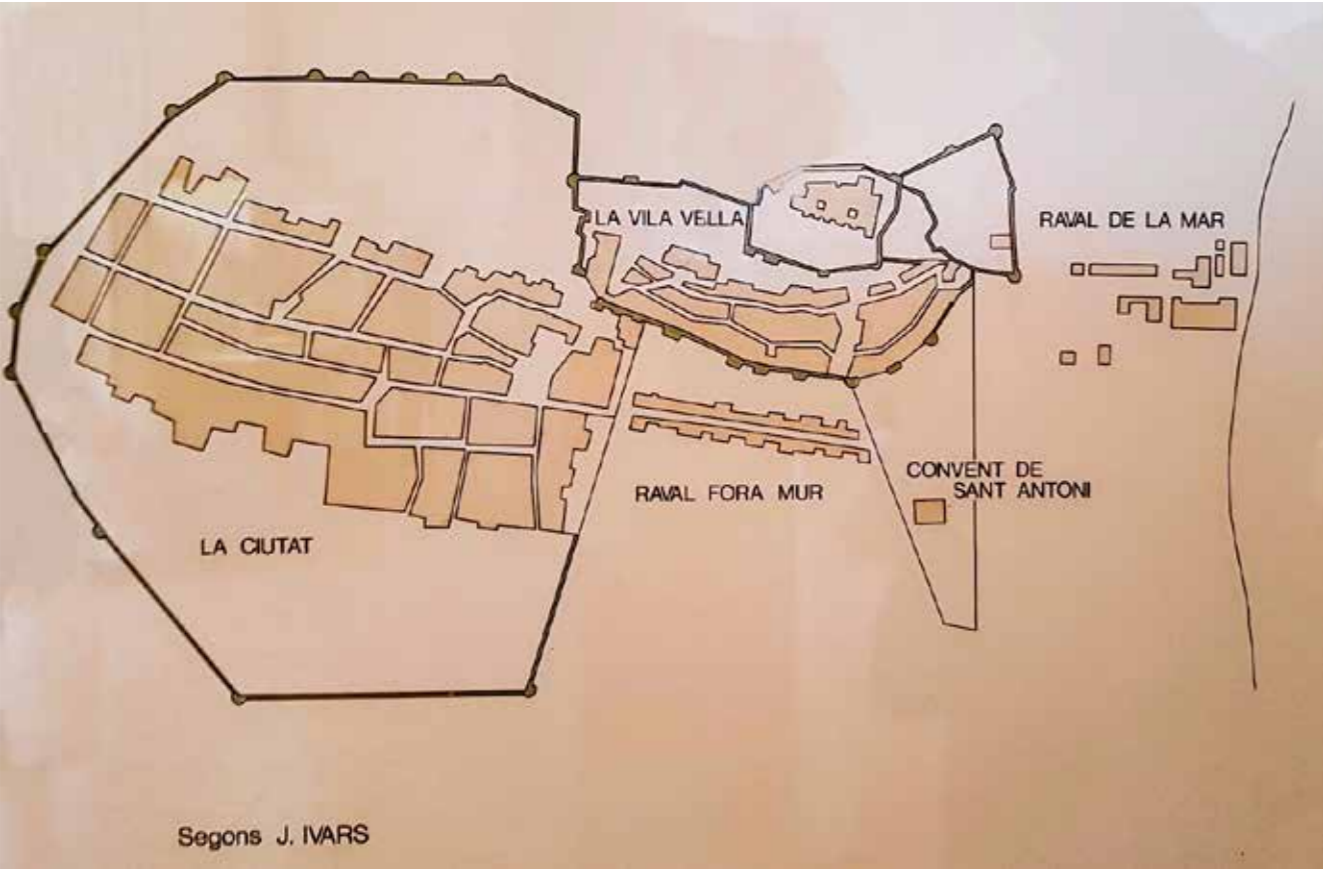 LA VILA VELLA
RAVAL DE LA MAR
CONVENT DE
SANT ANTONI
RAVAL FORA MUR
LA CIUTAT
Segons J. IVARS